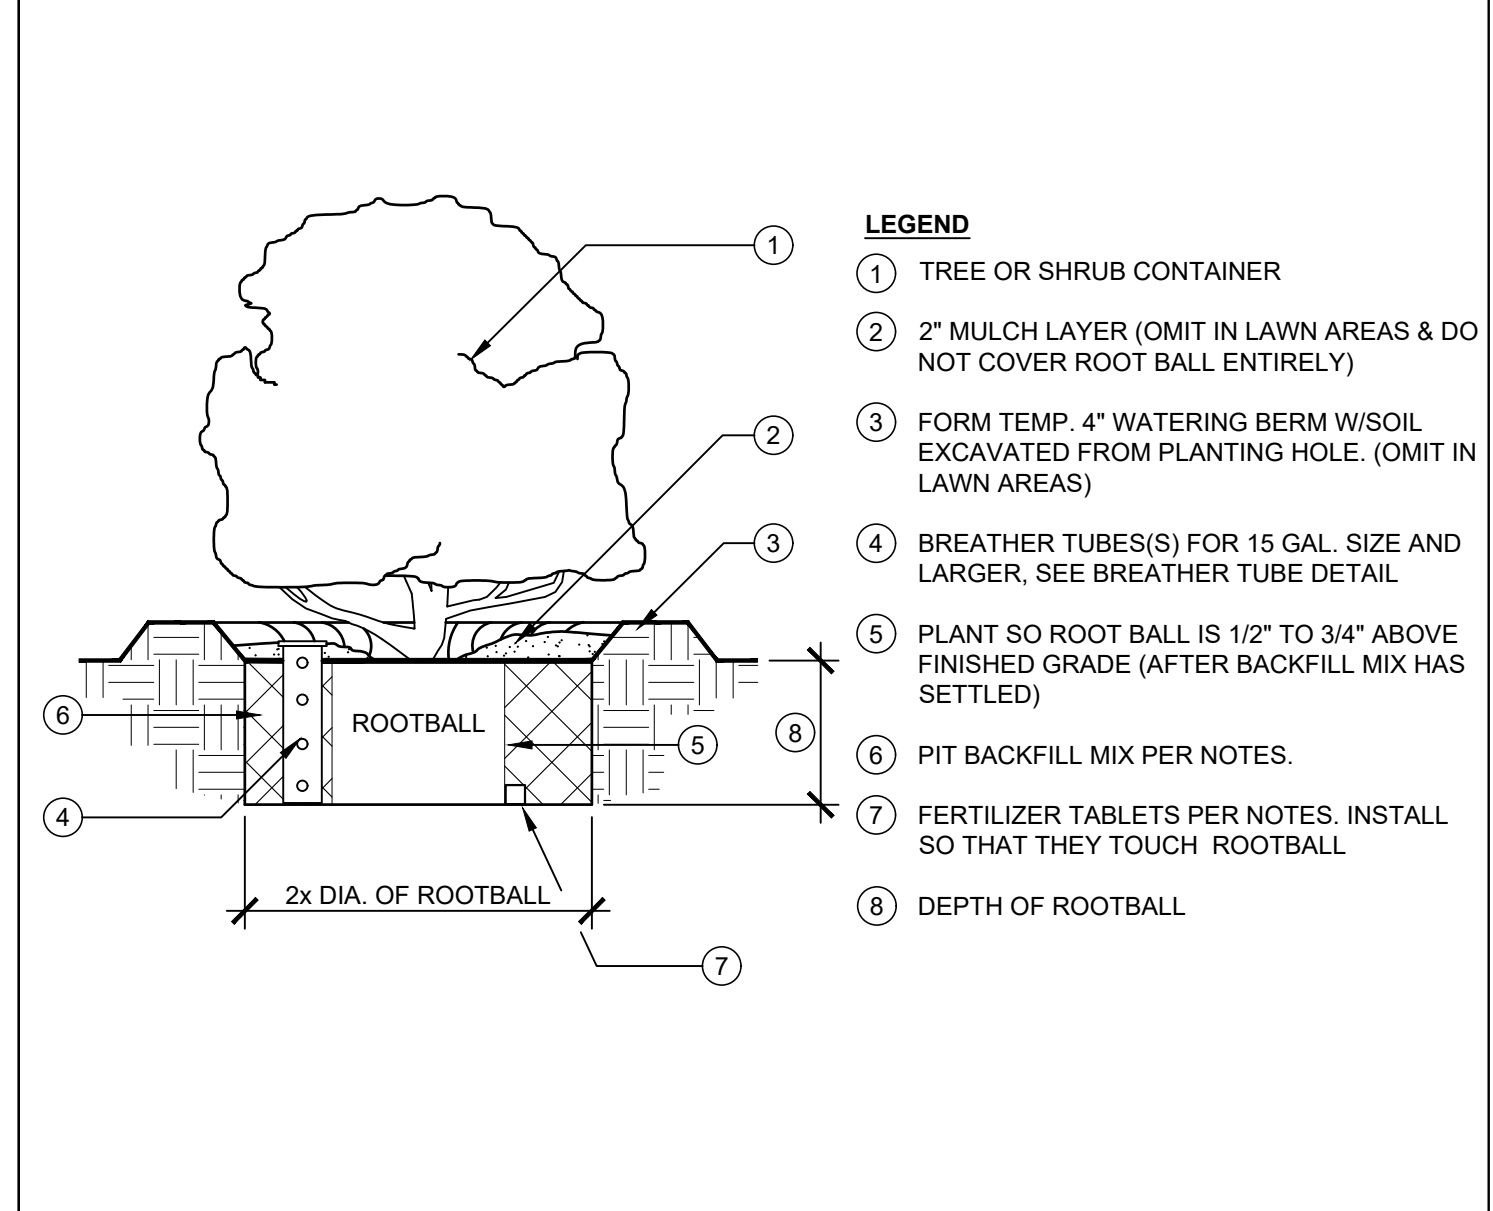 LEGEND
1 TREE OR SHRUB CONTAINER
2 2" MULCH LAYER (OMIT IN LAWN AREAS & DO
NOT COVER ROOT BALL ENTIRELY)
3 FORM TEMP. 4" WATERING BERM W/SOIL
EXCAVATED FROM PLANTING HOLE. (OMIT IN
LAWN AREAS)
4 BREATHER TUBES(S) FOR 15 GAL. SIZE AND
LARGER, SEE BREATHER TUBE DETAIL
5 PLANT SO ROOT BALL IS 1/2" TO 3/4" ABOVE
FINISHED GRADE (AFTER BACKFILL MIX HAS
SETTLED)
6 PIT BACKFILL MIX PER NOTES.
7 FERTILIZER TABLETS PER NOTES. INSTALL
SO THAT THEY TOUCH ROOTBALL
8 DEPTH OF ROOTBALL
1
2
3
6
ROOTBALL
5
8
4
2x DIA. OF ROOTBALL
7